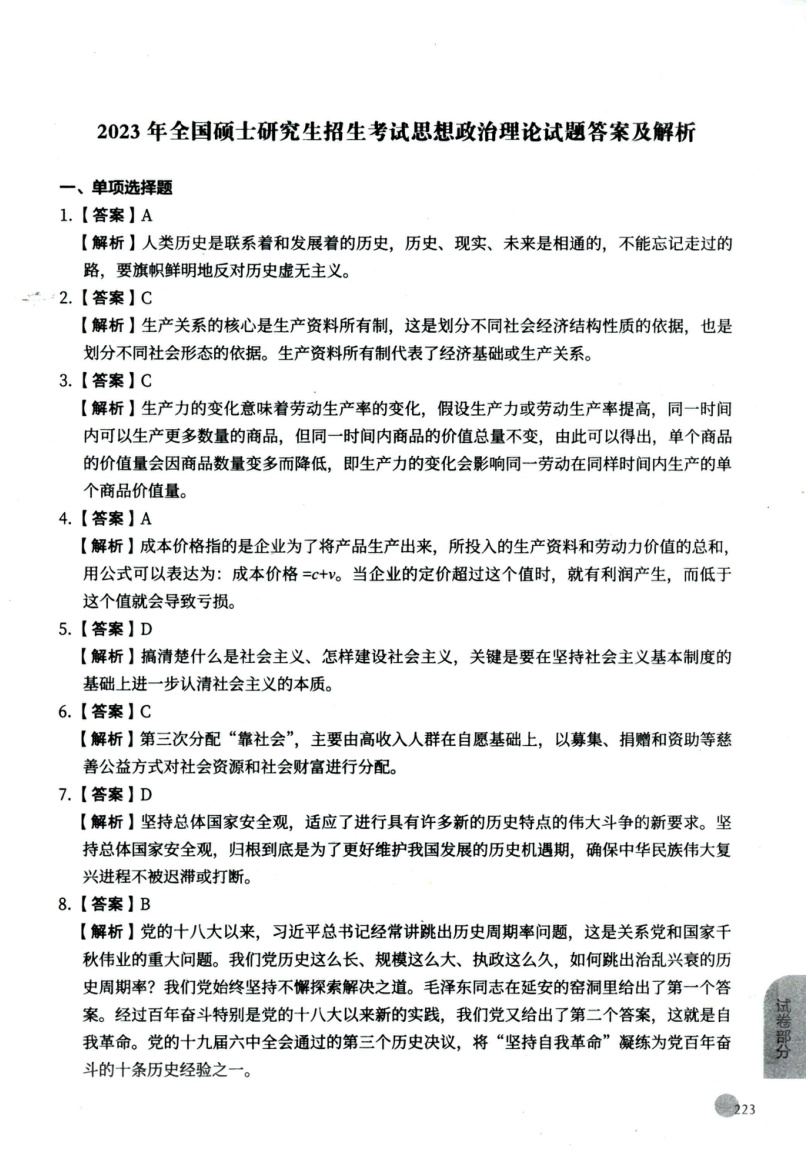 2023 年全国硕士研究生招生考试思想政治理论试题答案及解析
一、单项选择题
1.【答案】A
【解析】人类历史是联系着和发展着的历史，历史、现实、未来是相通的，不能忘记走过的
路，要旗帜鲜明地反对历史虚无主义。
2.【答案】C
【解析】生产关系的核心是生产资料所有制，这是划分不同社会经济结构性质的依据，也是
划分不同社会形态的依据。生产资料所有制代表了经济基础或生产关系。
3.【答案】C
【解析】生产力的变化意味着劳动生产率的变化，假设生产力或劳动生产率提高，同一时间
内可以生产更多数量的商品，但同一时间内商品的价值总量不变，由此可以得出，单个商品
的价值量会因商品数量变多而降低，即生产力的变化会影响同一劳动在同样时间内生产的单
个商品价值量。
4.【答案】A
【解析】成本价格指的是企业为了将产品生产出来，所投入的生产资料和劳动力价值的总和，
用公式可以表达为：成本价格 =c+v。当企业的定价超过这个值时，就有利润产生，而低于
这个值就会导致亏损。
5.【答案】D
【解析】搞清楚什么是社会主义、怎样建设社会主义，关键是要在坚持社会主义基本制度的
基础上进一步认清社会主义的本质。
6.【答案】C
【解析】第三次分配“靠社会”，主要由高收入人群在自愿基础上，以募集、捐赠和资助等慈
善公益方式对社会资源和社会财富进行分配。
7.【答案】D
【解析】坚持总体国家安全观，适应了进行具有许多新的历史特点的伟大斗争的新要求。坚
持总体国家安全观，归根到底是为了更好维护我国发展的历史机遇期，确保中华民族伟大复
兴进程不被迟滞或打断。
8.【答案】B
【解析】党的十八大以来，习近平总书记经常讲跳出历史周期率问题，这是关系党和国家千
秋伟业的重大问题。我们党历史这么长、规模这么大、执政这么久，如何跳出治乱兴衰的历
史周期率？我们党始终坚持不懈探索解决之道。毛泽东同志在延安的窑洞里给出了第一个答
案。经过百年奋斗特别是党的十八大以来新的实践，我们党又给出了第二个答案，这就是自
我革命。党的十九届六中全会通过的第三个历史决议，将“坚持自我革命”凝练为党百年奋
斗的十条历史经验之一。
试卷部分
223